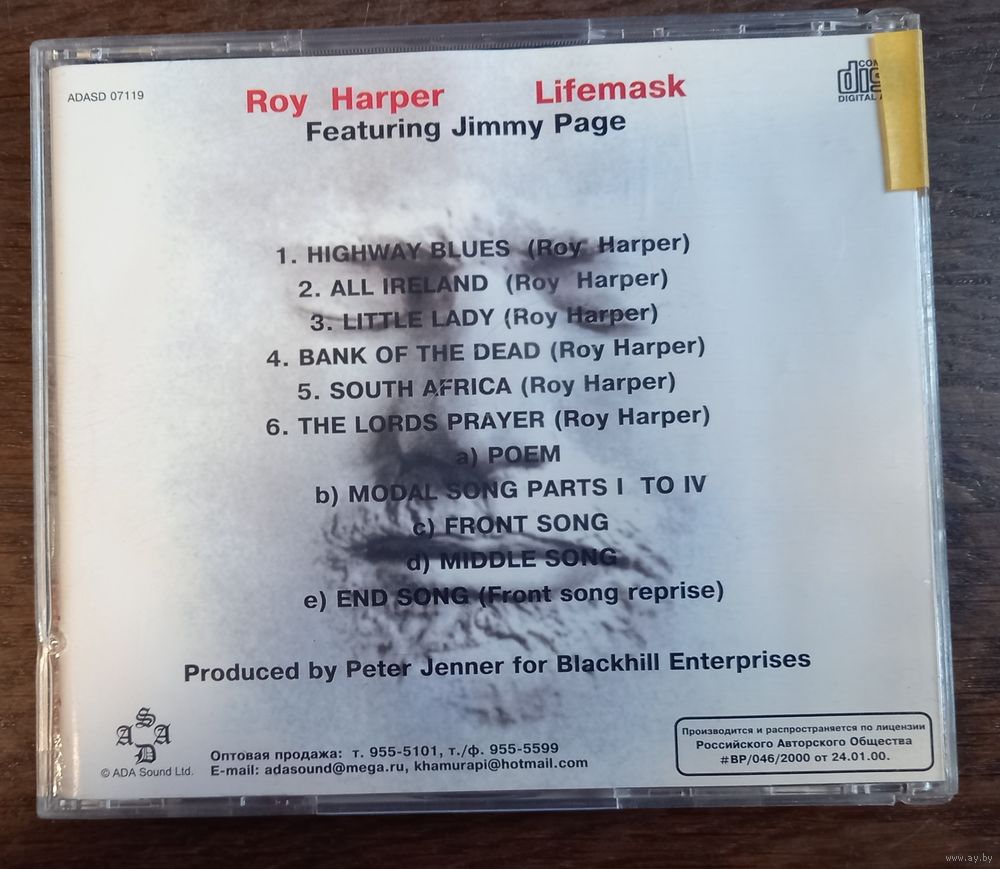 ADASD 07119
Roy Harper Lifemask
Featuring Jimmy Page
DIGITAL
1. HIGHWAY BLUES (Roy Harper)
2. ALL IRELAND (Roy Harper)
3. LITTLE LADY (Roy Harper)
4. BANK OF THE DEAD (Roy Harper)
5. SOUTH AFRICA (Roy Harper)
6. THE LORDS PRAYER (Roy Harper)
a) POEM
b) MODAL SONG PARTS I TO IV
c) FRONT SONG
d) MIDDLE SONG
e) END SONG (Front song reprise)
Produced by Peter Jenner for Blackhill Enterprises
S
A A
D
© ADA Sound Ltd.
Оптовая продажа: т. 955-5101, т./ф. 955-5599
E-mail: adasound@mega.ru, khamurapi@hotmail.com
Производится и распространяется по лицензии
Российского Авторского Общества
#BP/046/2000 от 24.01.00.
www.ay.by